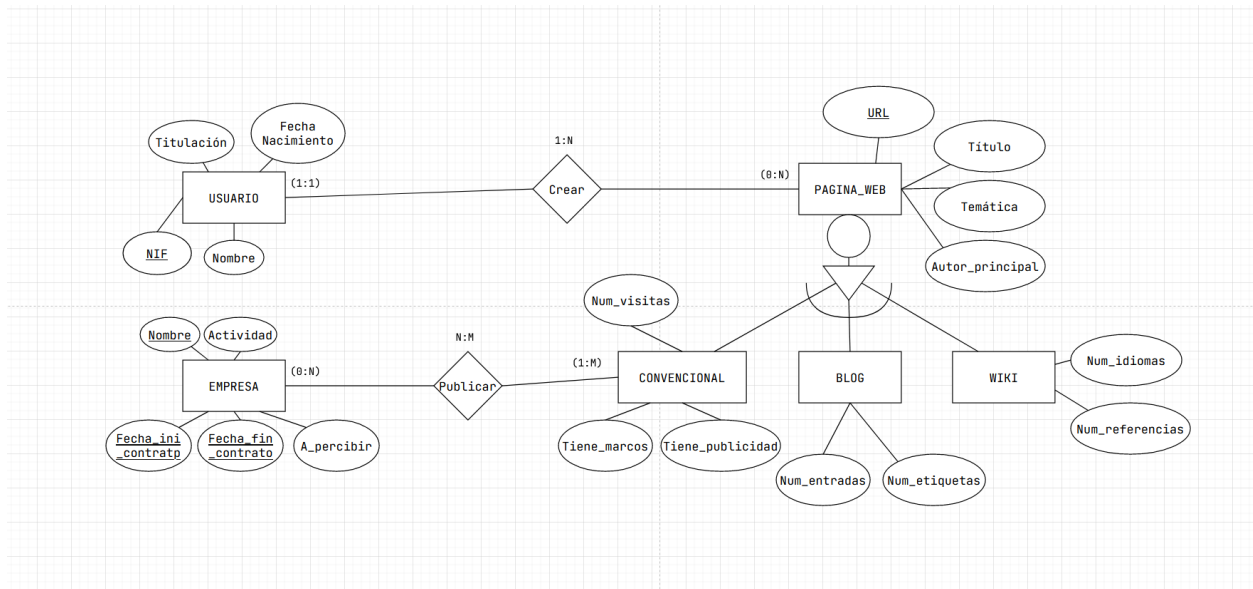 URL
Fecha
Nacimiento
Titulación
1:N
Título
(1:1)
(0:N)
USUARIO
Crear
PAGINA_WEB
Temática
NIF
Nombre
Autor_principal
Num_visitas
Nombre
Actividad
N:M
(0:N)
(1:M)
Num_idiomas
EMPRESA
Publicar
CONVENCIONAL
BLOG
WIKI
Num_referencias
Fecha_ini
_contratp
Fecha_fin
_contrato
A_percibir
Tiene_marcos
Tiene_publicidad
Num_entradas
Num_etiquetas